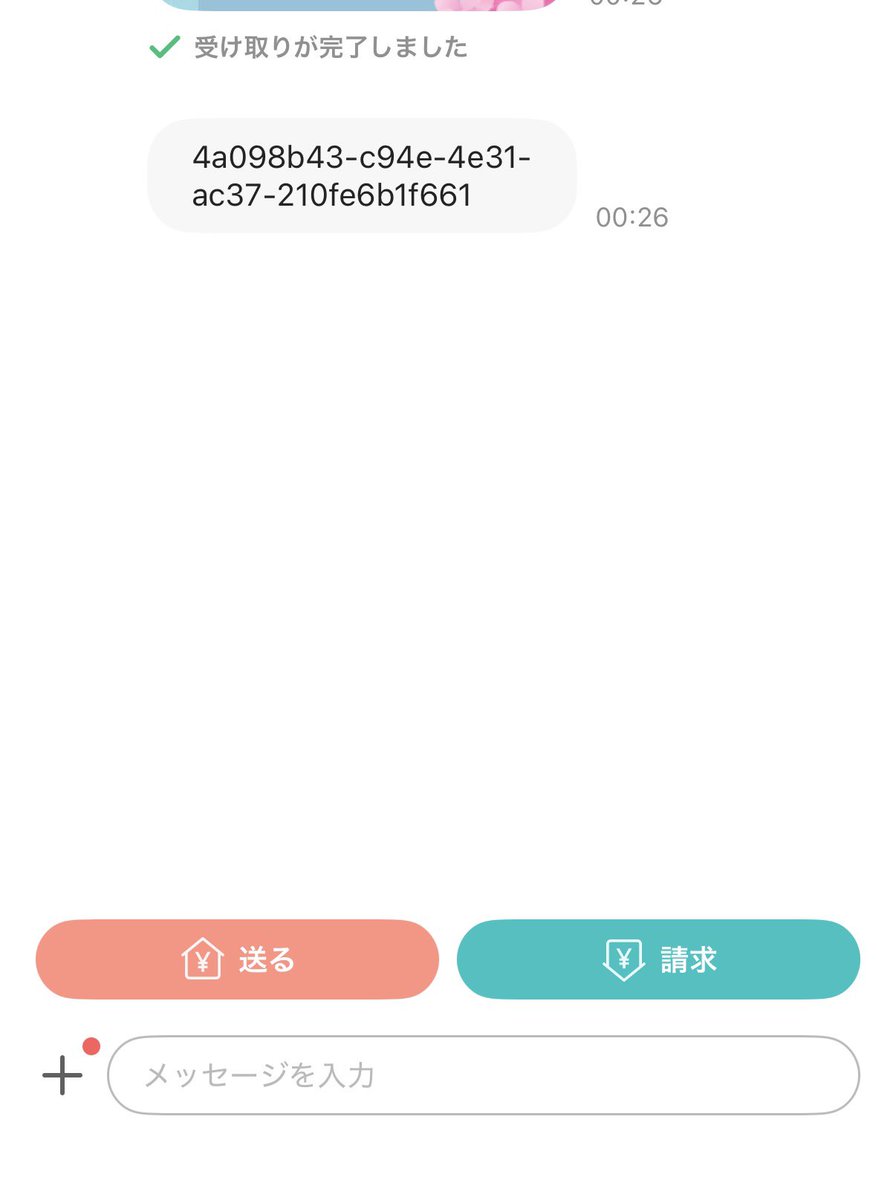 受け取りが完了しました
4a098b43-c94e-4e31-
ac37-210fe6b1f661
00:26
¥ 送る
¥ 請求
メッセージを入力